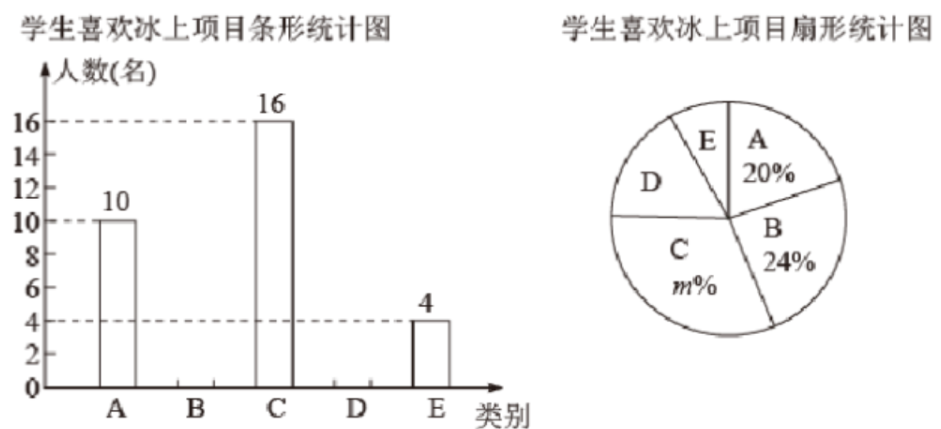 学生喜欢冰上项目条形统计图
人数(名)
16
14
12
10
8
6
4
2
0
10
16
4
A
B
C
D
E
类别
学生喜欢冰上项目扇形统计图
E
A
20%
D
B
24%
C
m%